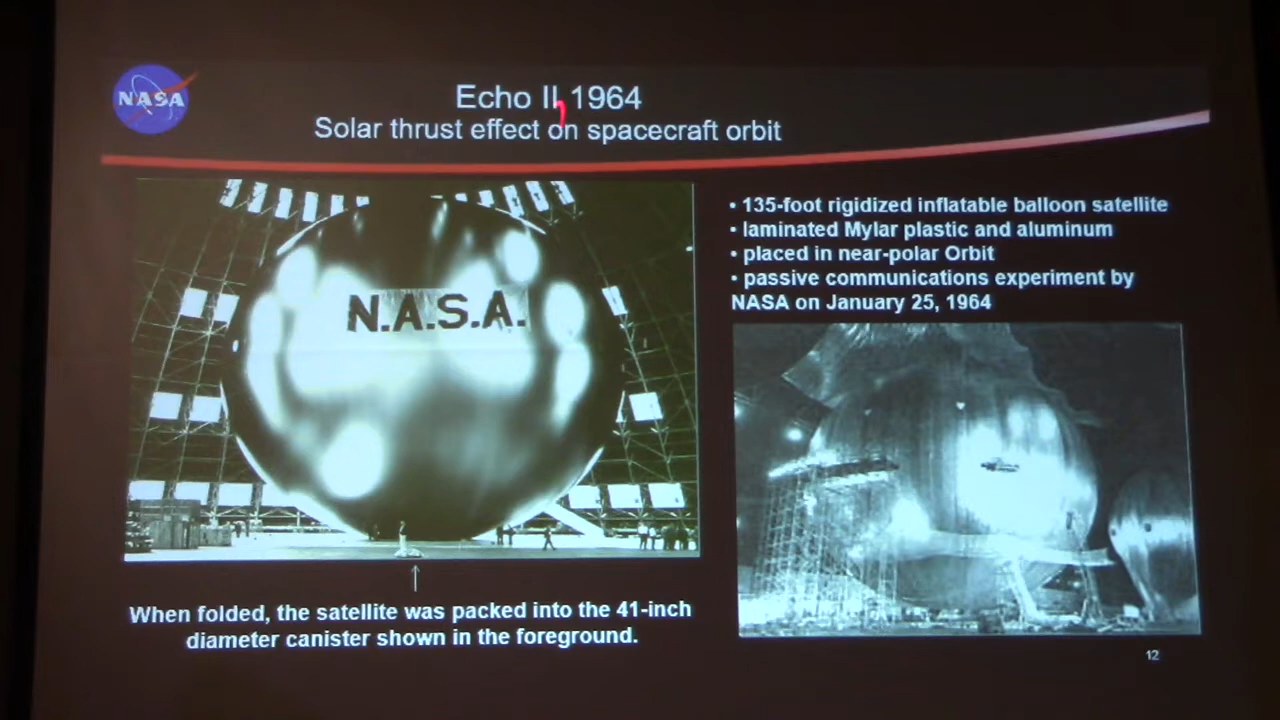 NASA
Echo II, 1964
Solar thrust effect on spacecraft orbit
N.A.S.A.
When folded, the satellite was packed into the 41-inch
diameter canister shown in the foreground.
• 135-foot rigidized inflatable balloon satellite
• laminated Mylar plastic and aluminum
• placed in near-polar Orbit
• passive communications experiment by
NASA on January 25, 1964
12